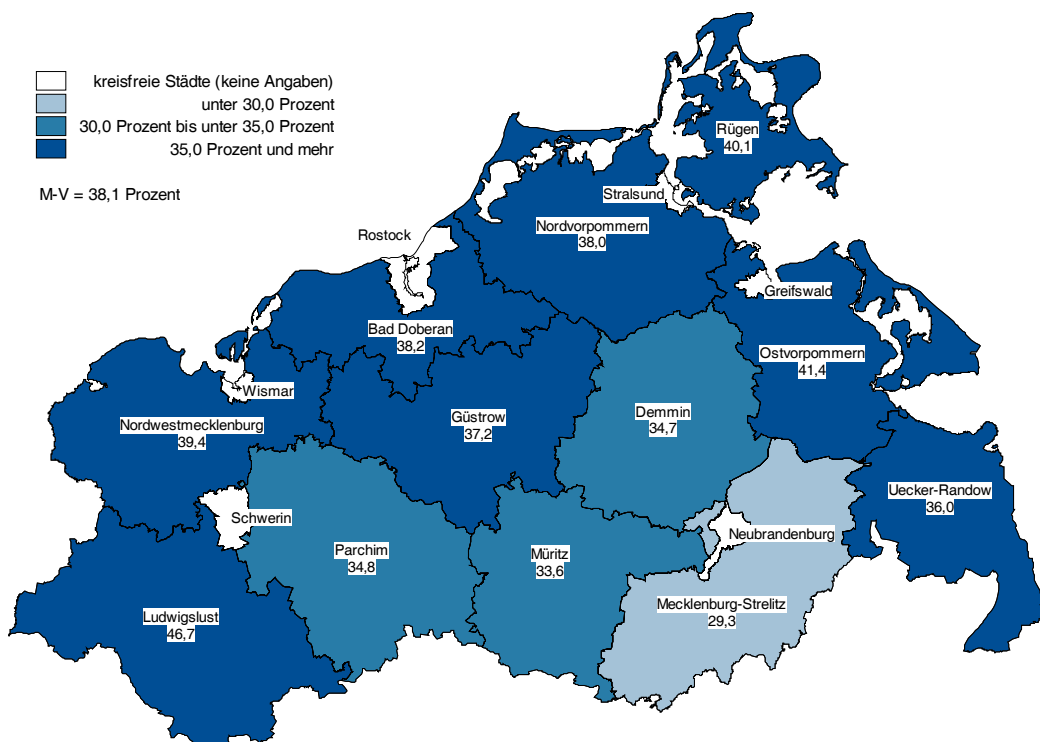 kreisfreie Städte (keine Angaben)
unter 30,0 Prozent
30,0 Prozent bis unter 35,0 Prozent
35,0 Prozent und mehr
M-V = 38,1 Prozent
Rügen
40,1
Stralsund
Nordvorpommern
38,0
Rostock
Greifswald
Bad Doberan
38,2
Ostvorpommern
41,4
Wismar
Nordwestmecklenburg
39,4
Güstrow
37,2
Demmin
34,7
Uecker-Randow
36,0
Schwerin
Neubrandenburg
Parchim
34,8
Müritz
33,6
Mecklenburg-Strelitz
29,3
Ludwigslust
46,7